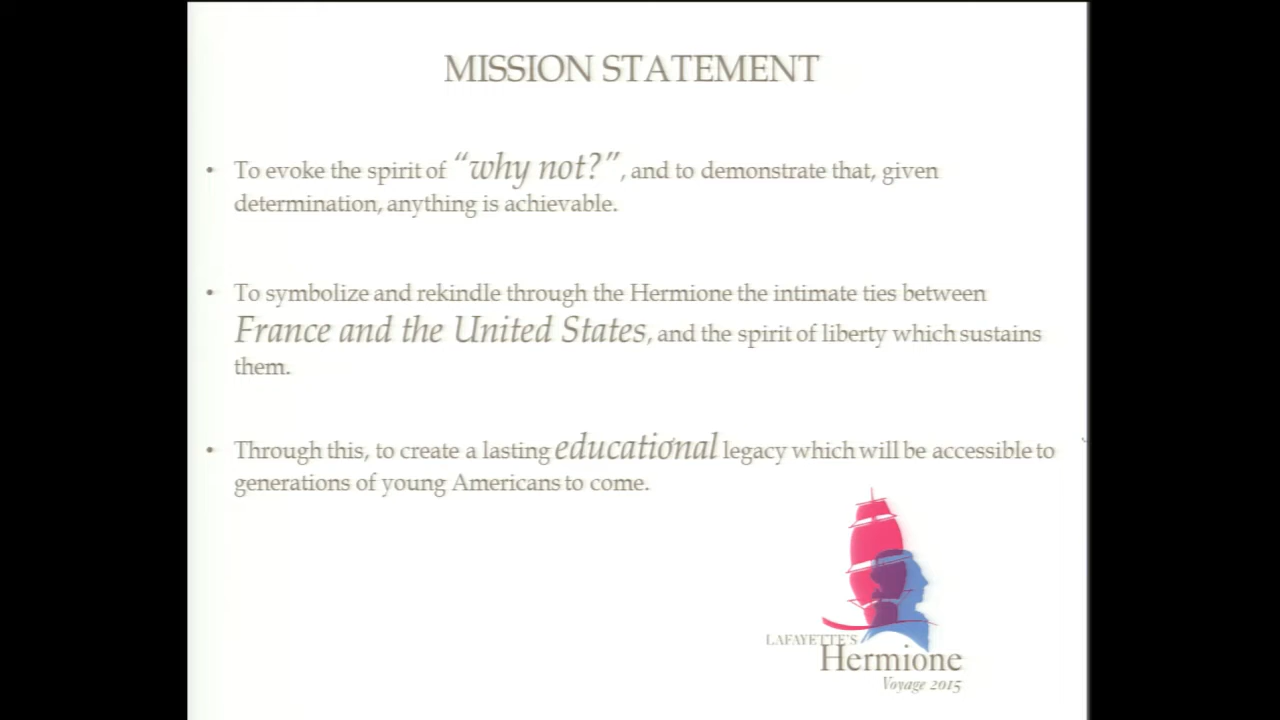 MISSION STATEMENT
• To evoke the spirit of “why not?”, and to demonstrate that, given
determination, anything is achievable.
• To symbolize and rekindle through the Hermione the intimate ties between
France and the United States, and the spirit of liberty which sustains
them.
• Through this, to create a lasting educational legacy which will be accessible to
generations of young Americans to come.
LAFAYETTE'S
Hermione
Voyage 2015